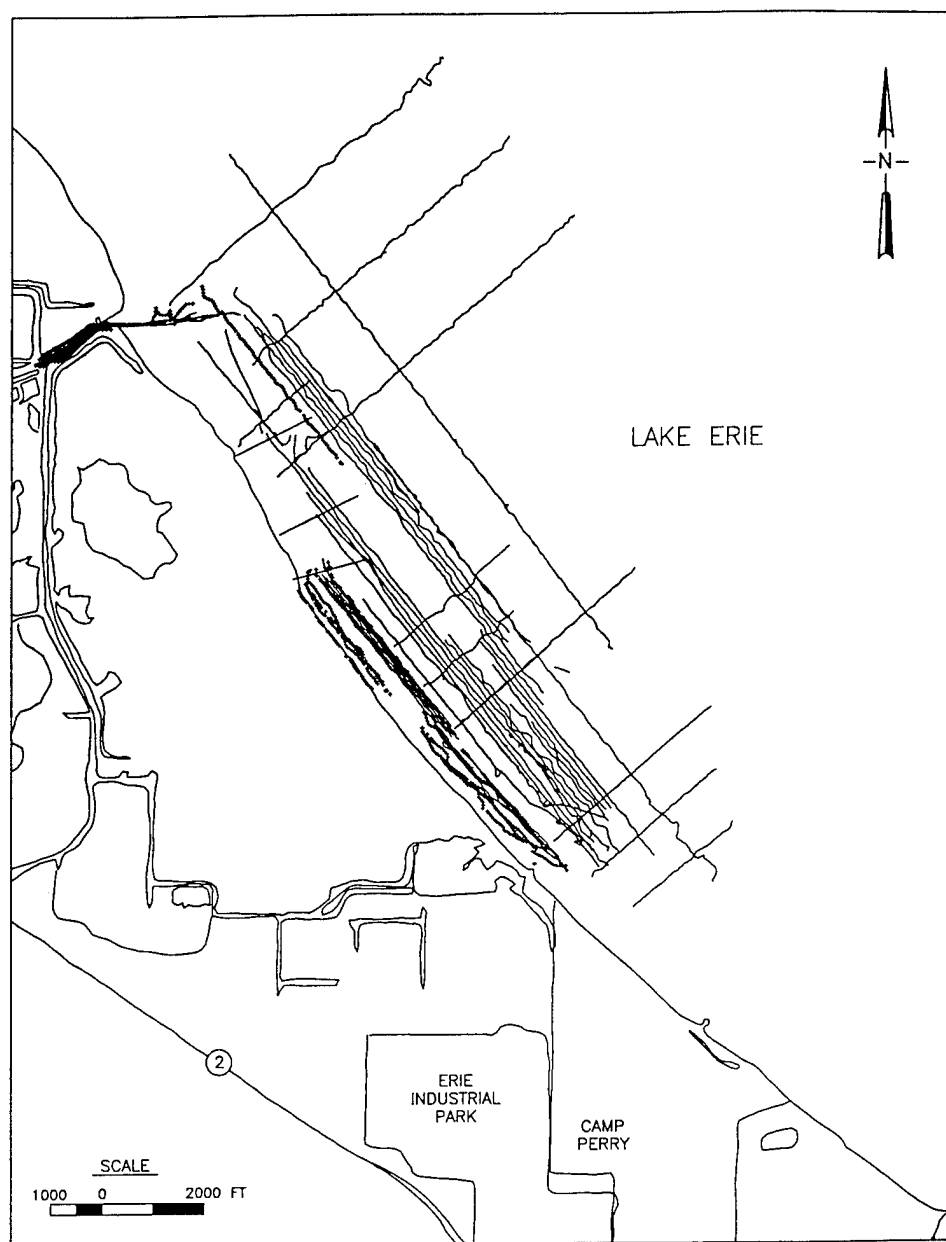 -N-
LAKE ERIE
2
ERIE
INDUSTRIAL
PARK
CAMP
PERRY
SCALE
1000 0 2000 FT